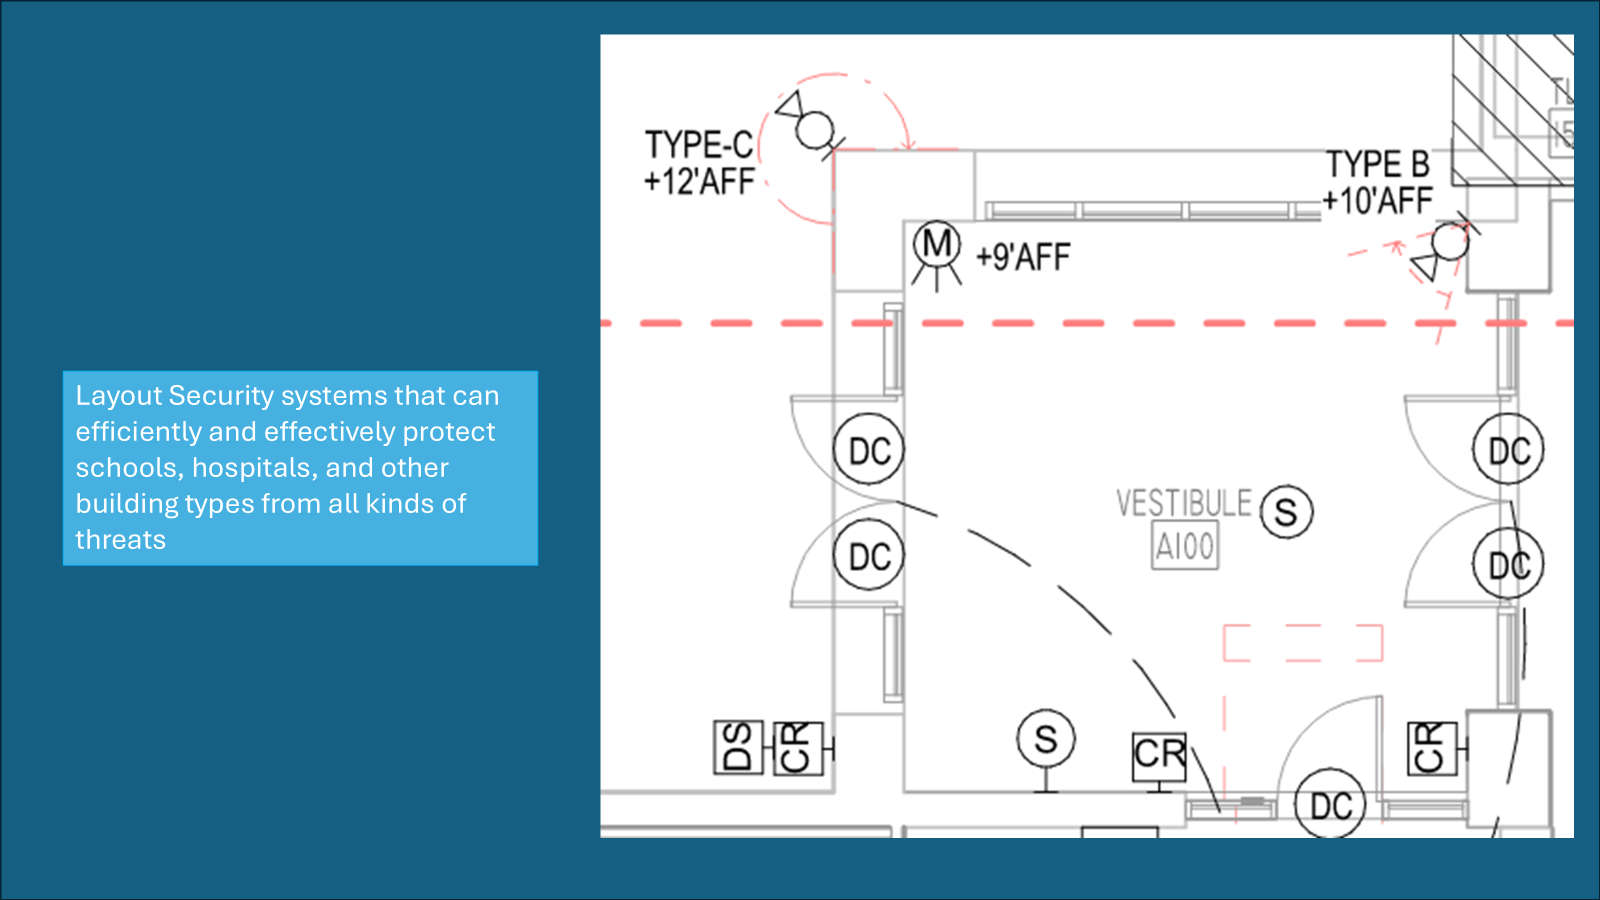 Layout Security systems that can
efficiently and effectively protect
schools, hospitals, and other
building types from all kinds of
threats
TYPE-C
+12'AFF
TYPE B
+10'AFF
M
+9'AFF
DC
DC
DC
DC
VESTIBULE
S
A100
DS
CR
S
CR
CR
DC